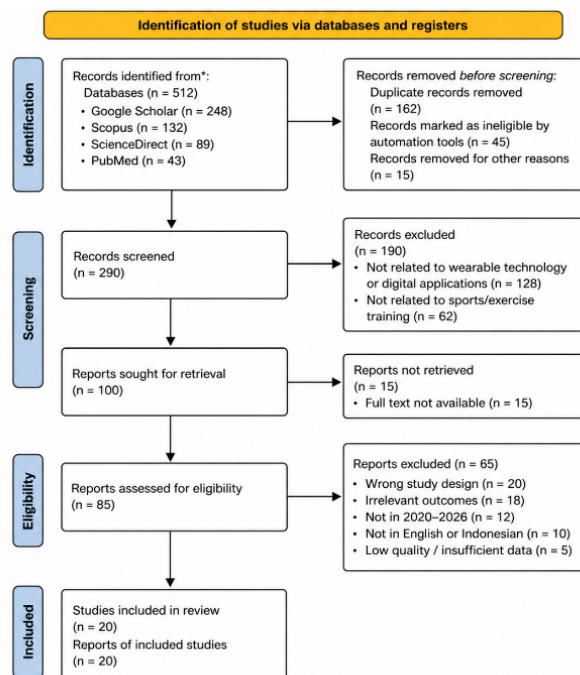 Identification of studies via databases and registers
Identification
Records identified from*:
Databases (n = 512)
• Google Scholar (n = 248)
• Scopus (n = 132)
• ScienceDirect (n = 89)
• PubMed (n = 43)
Records removed before screening:
Duplicate records removed
(n = 162)
Records marked as ineligible by
automation tools (n = 45)
Records removed for other reasons
(n = 15)
Screening
Records screened
(n = 290)
Records excluded
(n = 190)
• Not related to wearable technology
or digital applications (n = 128)
• Not related to sports/exercise
training (n = 62)
Reports sought for retrieval
(n = 100)
Reports not retrieved
(n = 15)
• Full text not available (n = 15)
Eligibility
Reports assessed for eligibility
(n = 85)
Reports excluded (n = 65)
• Wrong study design (n = 20)
• Irrelevant outcomes (n = 18)
• Not in 2020–2026 (n = 12)
• Not in English or Indonesian (n = 10)
• Low quality / insufficient data (n = 5)
Included
Studies included in review
(n = 20)
Reports of included studies
(n = 20)